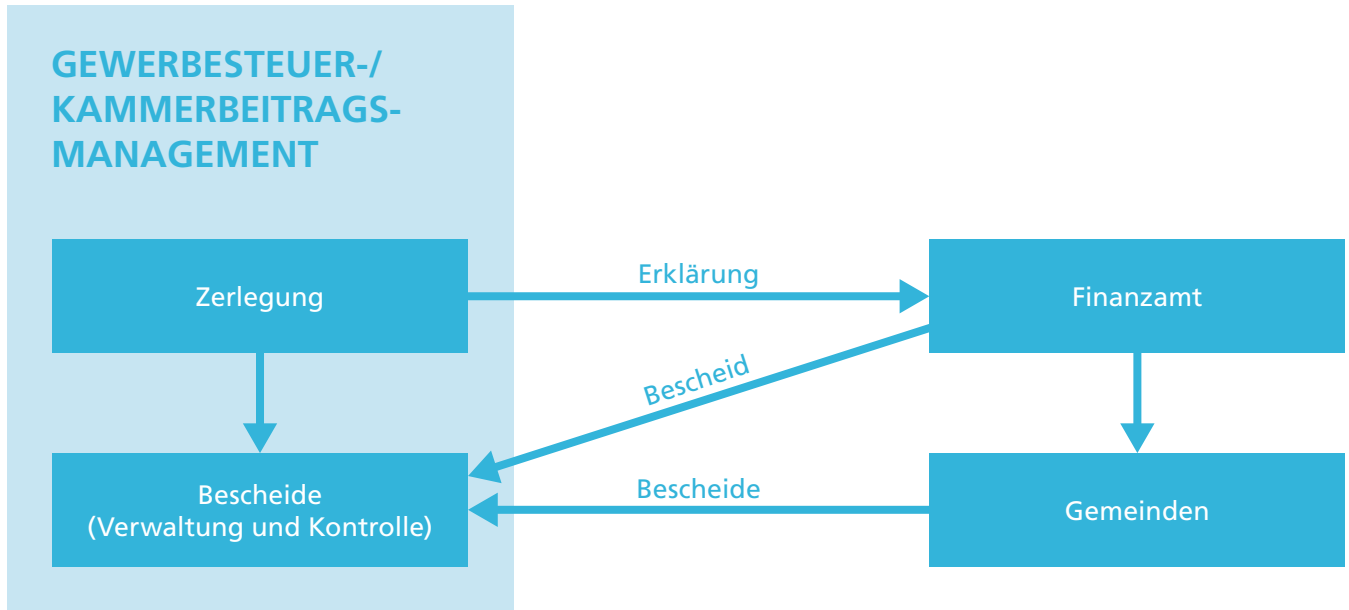 GEWERBESTEUER-/
KAMMERBEITRAGS-
MANAGEMENT
Zerlegung
Erklärung
Finanzamt
Bescheid
Bescheide
(Verwaltung und Kontrolle)
Bescheide
Gemeinden